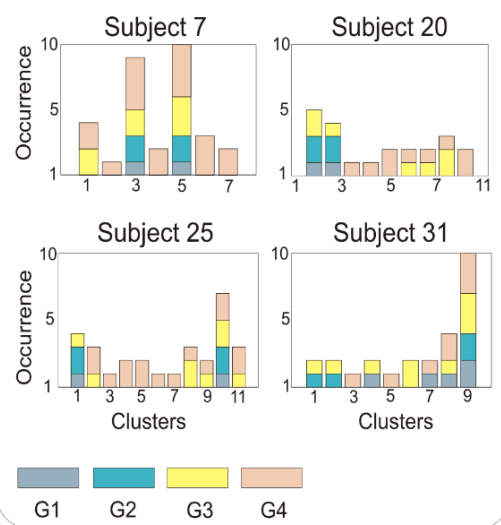 Subject 7
Subject 20
10
5
1
Occurrence
1 3 5 7
10
5
1
1 3 5 7 11
Subject 25
Subject 31
10
5
1
Occurrence
1 3 5 7 9 11
Clusters
10
5
1
1 3 5 7 9
Clusters
G1 G2 G3 G4